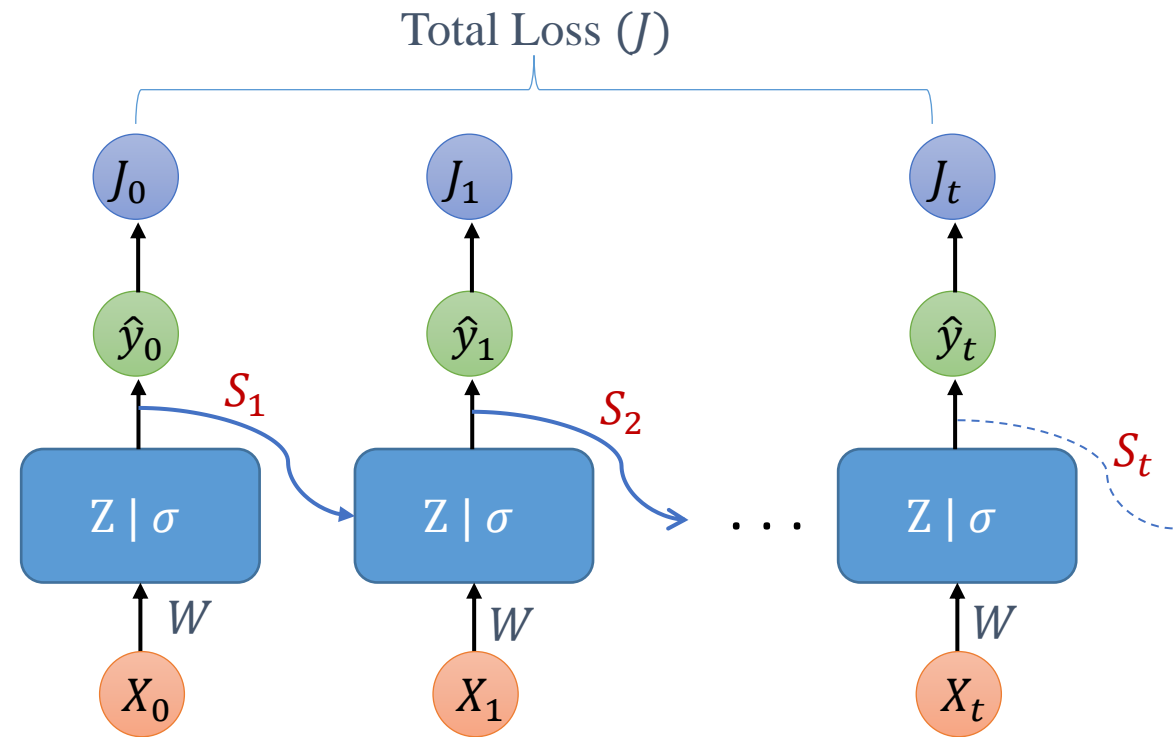 Total Loss (J)
J₀ J₁ Jₜ
ŷ₀ ŷ₁ ŷₜ
S₁ S₂ Sₜ
Z | σ Z | σ . . . Z | σ
W W W
X₀ X₁ Xₜ